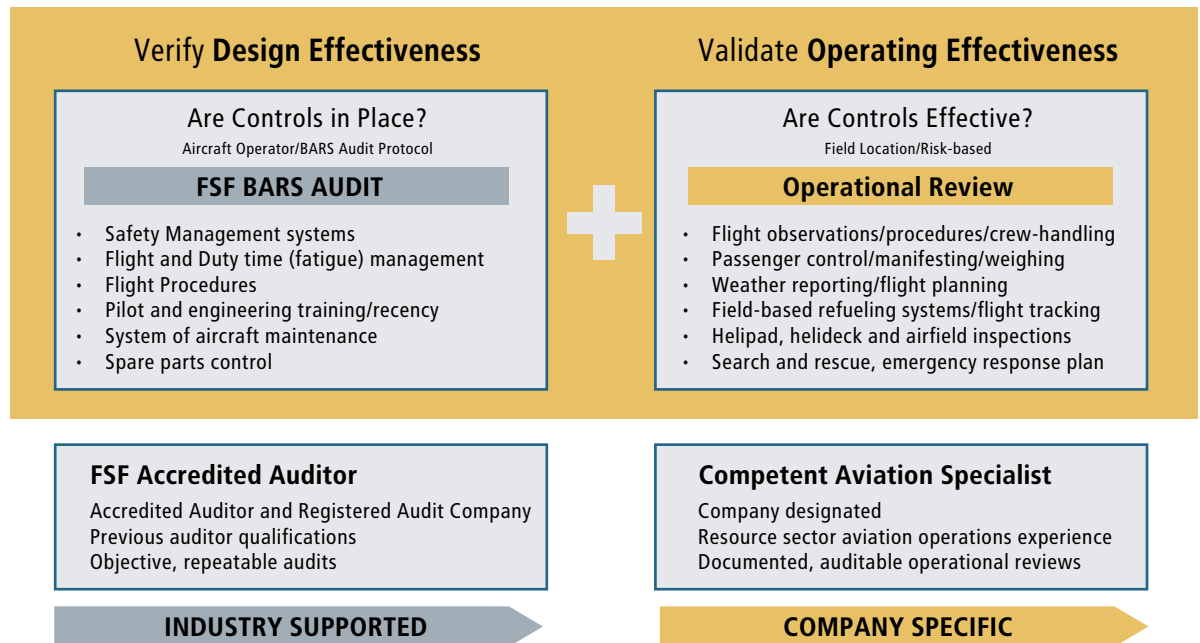 Verify Design Effectiveness
Are Controls in Place?
Aircraft Operator/BARS Audit Protocol
FSF BARS AUDIT
· Safety Management systems
· Flight and Duty time (fatigue) management
· Flight Procedures
· Pilot and engineering training/recency
· System of aircraft maintenance
· Spare parts control
Validate Operating Effectiveness
Are Controls Effective?
Field Location/Risk-based
Operational Review
· Flight observations/procedures/crew-handling
· Passenger control/manifesting/weighing
· Weather reporting/flight planning
· Field-based refueling systems/flight tracking
· Helipad, helideck and airfield inspections
· Search and rescue, emergency response plan
FSF Accredited Auditor
Accredited Auditor and Registered Audit Company
Previous auditor qualifications
Objective, repeatable audits
INDUSTRY SUPPORTED
Competent Aviation Specialist
Company designated
Resource sector aviation operations experience
Documented, auditable operational reviews
COMPANY SPECIFIC